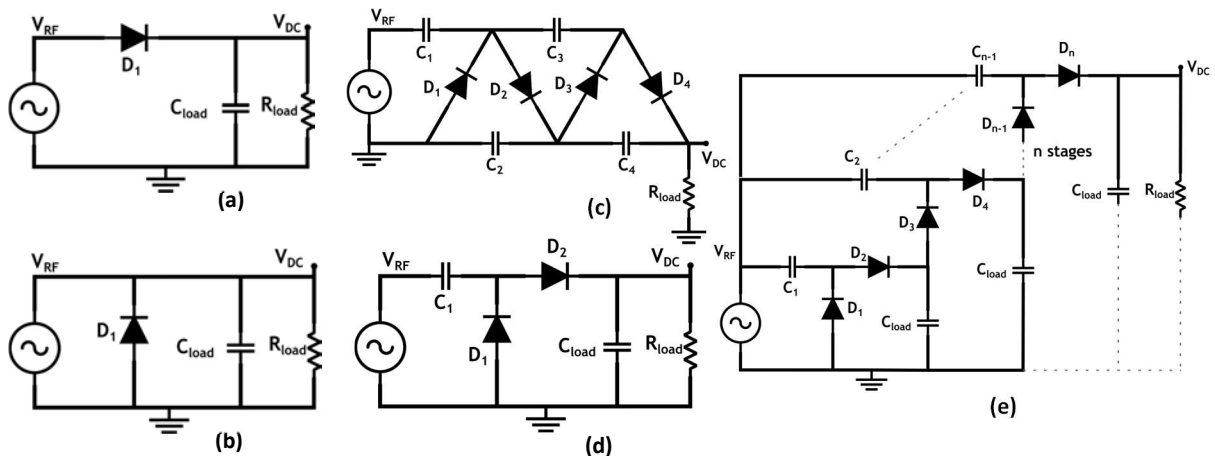 V_RF
D_1
V_DC
C_load
R_load
(a)
V_RF
D_1
V_DC
C_load
R_load
(b)
V_RF
C_1
C_3
D_1
D_2
D_3
D_4
C_2
C_4
V_DC
R_load
(c)
V_RF
C_1
D_2
V_DC
D_1
C_load
R_load
(d)
C_n-1
D_n
V_DC
D_n-1
n stages
C_2
D_4
C_load
R_load
D_3
V_RF
D_2
C_1
D_1
C_load
C_load
(e)